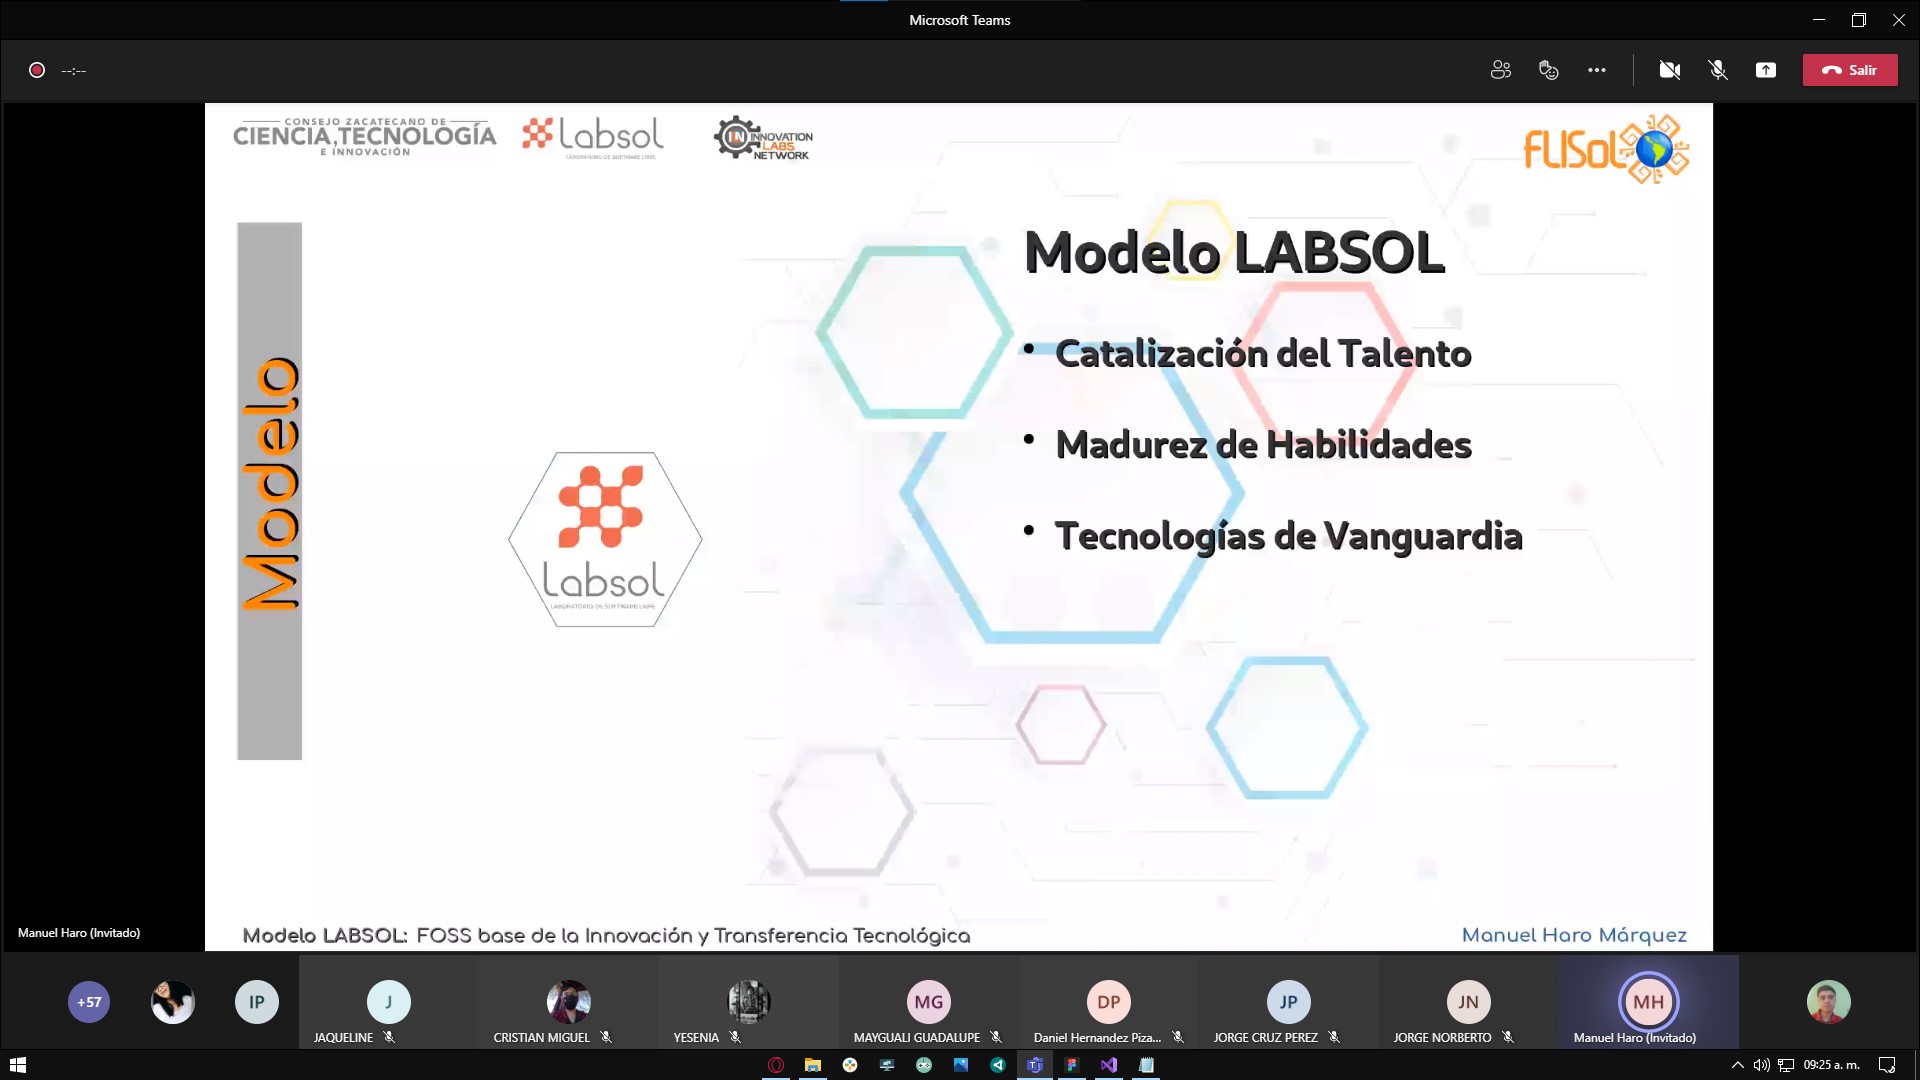 Microsoft Teams
--:--
Salir
CONSEJO ZACATECANO DE
CIENCIA, TECNOLOGÍA
E INNOVACIÓN
Labsol
LABORATORIO DE SOFTWARE LIBRE
IN INNOVATION
LABS
NETWORK
FLISoL
Modelo
Modelo LABSOL
• Catalización del Talento
• Madurez de Habilidades
• Tecnologías de Vanguardia
Labsol
LABORATORIO DE SOFTWARE LIBRE
Manuel Haro (Invitado)
Modelo LABSOL: FOSS base de la Innovación y Transferencia Tecnológica
Manuel Haro Márquez
+57
IP
J
JAQUELINE
CRISTIAN MIGUEL
YESENIA
MG
MAYGUALI GUADALUPE
DP
Daniel Hernandez Piza...
JP
JORGE CRUZ PEREZ
JN
JORGE NORBERTO
MH
Manuel Haro (Invitado)
09:25 a. m.